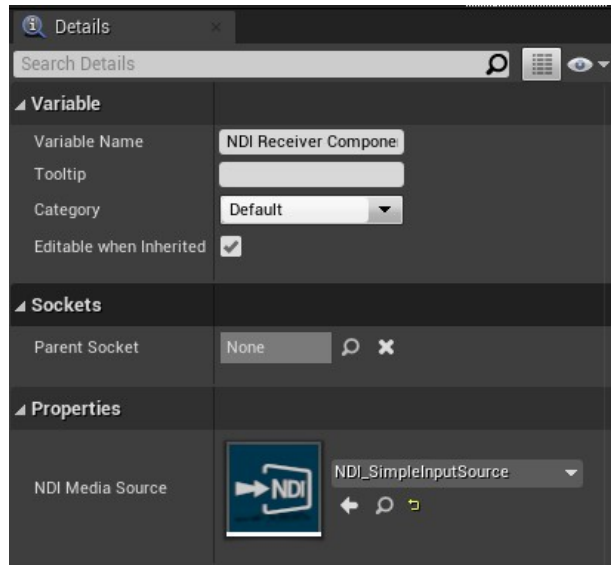 Details
Search Details
Variable
Variable Name NDI Receiver Compone
Tooltip
Category Default
Editable when Inherited
Sockets
Parent Socket None
Properties
NDI Media Source NDI NDI_SimpleInputSource